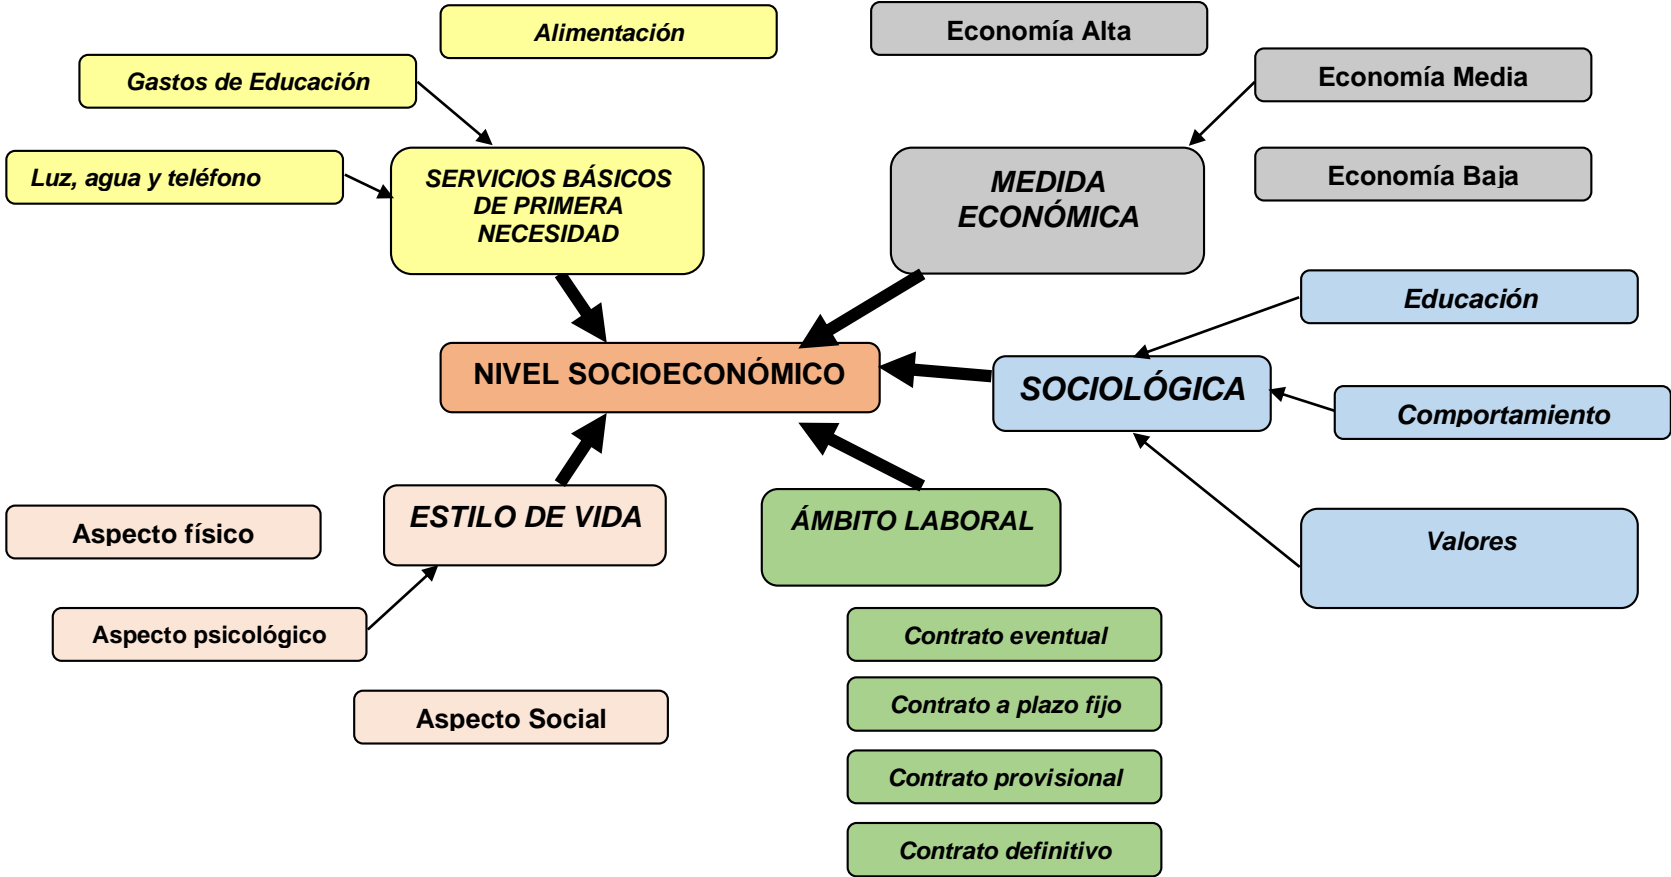 Alimentación
Economía Alta
Gastos de Educación
Economía Media
Luz, agua y teléfono
SERVICIOS BÁSICOS
DE PRIMERA
NECESIDAD
MEDIDA
ECONÓMICA
Economía Baja
Educación
NIVEL SOCIOECONÓMICO
SOCIOLÓGICA
Comportamiento
ESTILO DE VIDA
ÁMBITO LABORAL
Valores
Aspecto físico
Aspecto psicológico
Aspecto Social
Contrato eventual
Contrato a plazo fijo
Contrato provisional
Contrato definitivo